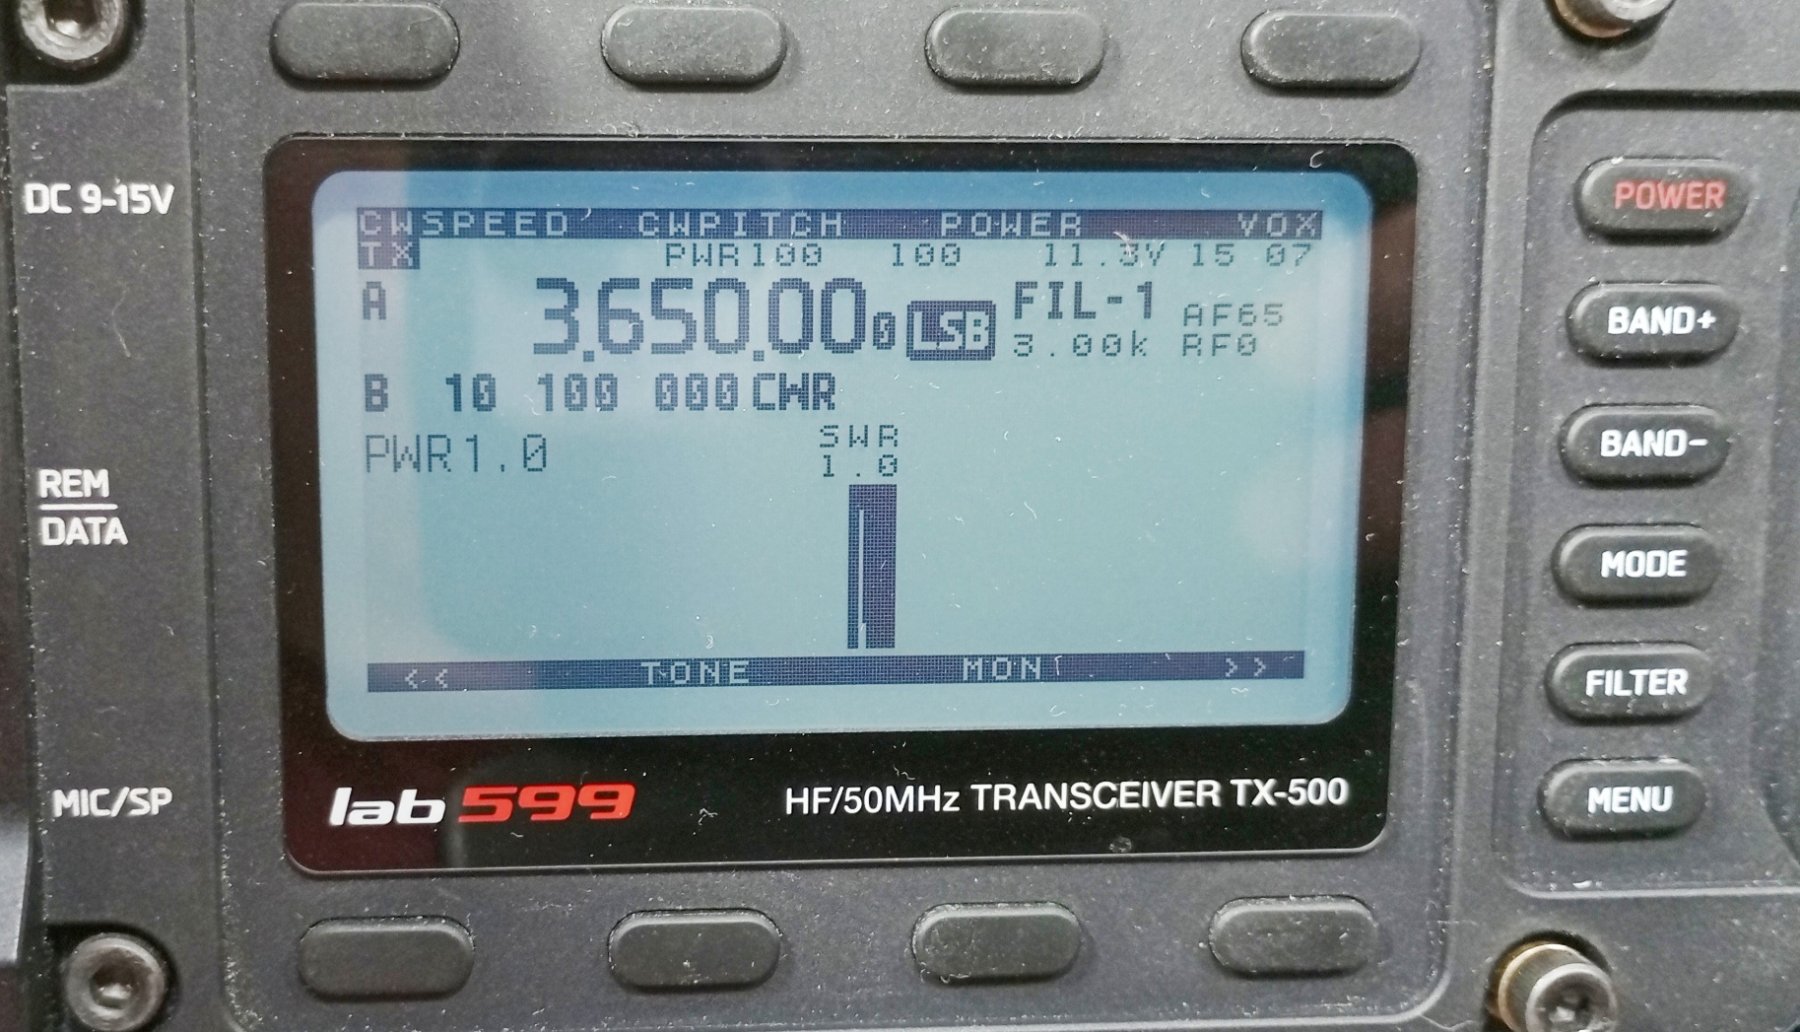 DC 9-15V
REM
DATA
MIC/SP
CWSPEED CWPITCH POWER VOX
TX PWR100 100 11.3V 15 07
A 3.650.000 LSB FIL-1 AF65
3.00k RF0
B 10 100 000 CWR
PWR1.0 SWR
1.0
<< TONE MON >>
lab599 HF/50MHz TRANSCEIVER TX-500
POWER
BAND+
BAND-
MODE
FILTER
MENU